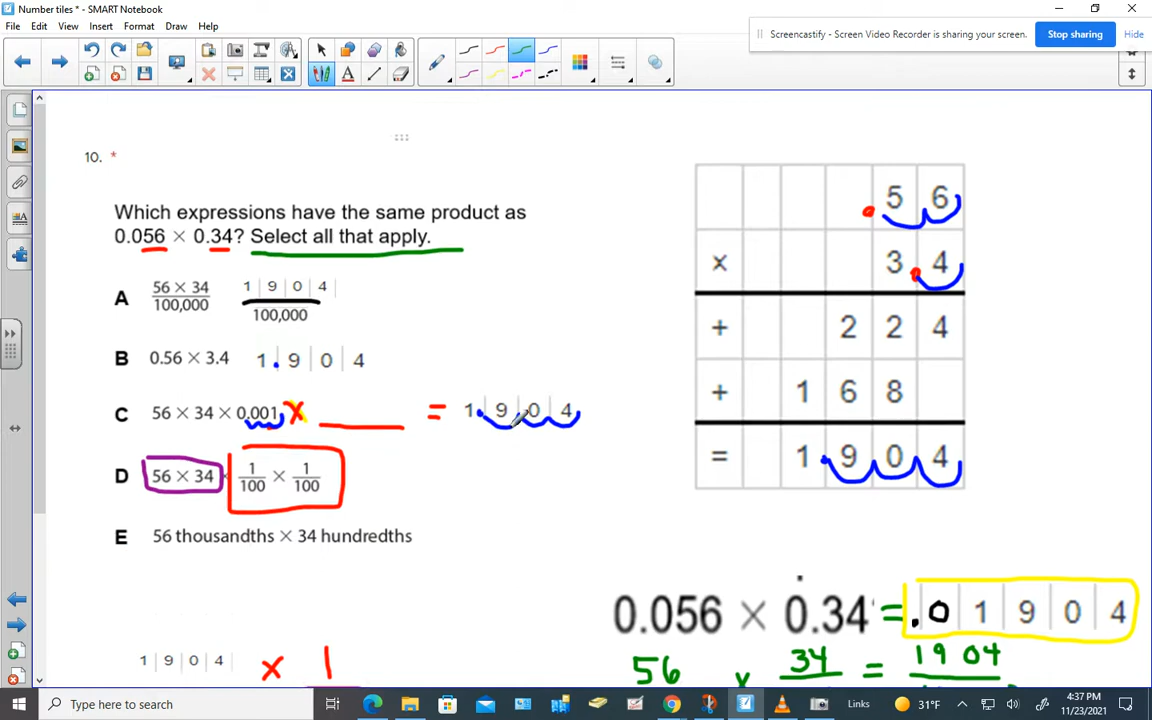 Number tiles * - SMART Notebook
File Edit View Insert Format Draw Help
Screencastify - Screen Video Recorder is sharing your screen.
Stop sharing
Hide
10. *
Which expressions have the same product as
0.056 × 0.34? Select all that apply.
A 56 × 34 / 100,000 1 9 0 4 / 100,000
B 0.56 × 3.4 1 . 9 0 4
C 56 × 34 × 0.001 x ____ = 1 . 9 0 4
D 56 × 34 × 1/100 × 1/100
E 56 thousandths × 34 hundredths
1 9 0 4 x 1
. 5 6
× 3 . 4
+ 2 2 4
+ 1 6 8
= 1 . 9 0 4
0.056 × 0.34 = . 0 1 9 0 4
56 x 34 = 1904
Type here to search
Links
31°F
4:37 PM
11/23/2021